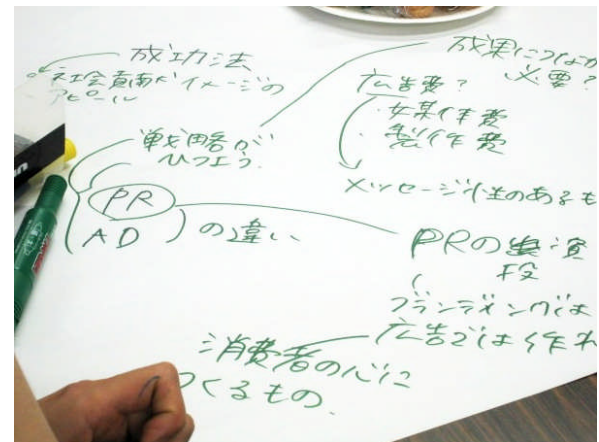 成功法
社会貢献イメージの
アピール
成果につなが
必要?
広告費?
・媒体費
・製作費
戦略が
ひつよう.
メッセージ性のあるも
PR
AD
の違い
PRの
段
ブランディングは
広告では作れ
消費者の心に
つくるもの.